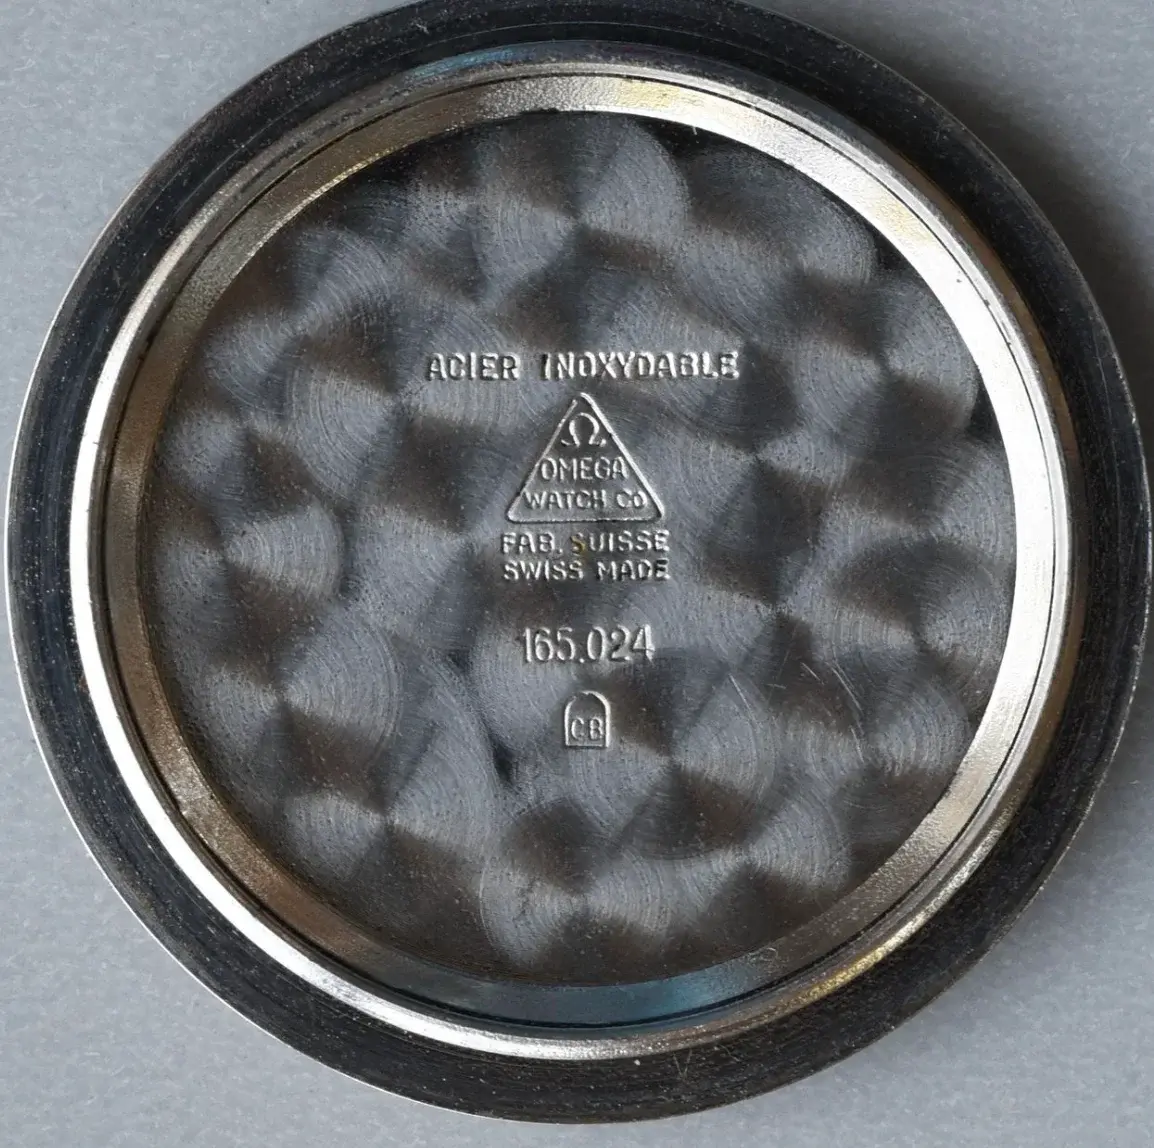 ACIER INOXYDABLE
Ω
OMEGA
WATCH Co
FAB. SUISSE
SWISS MADE
165.024
CB